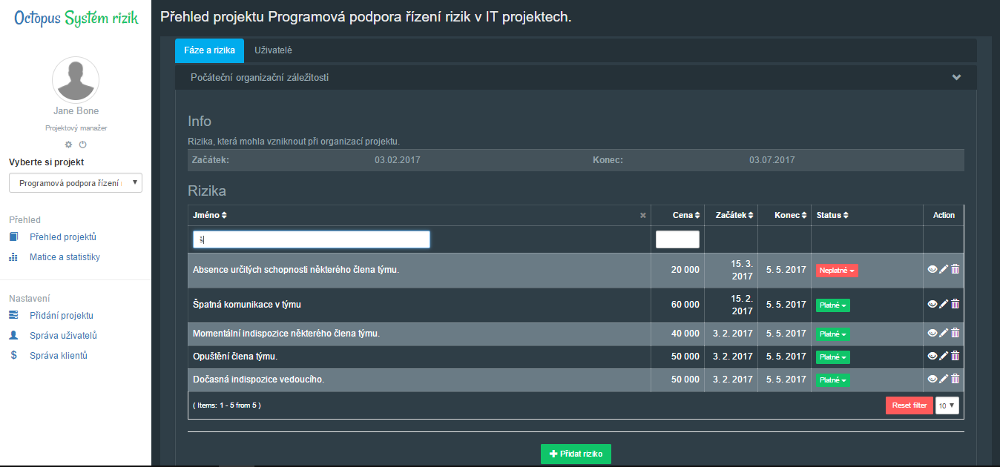 Octopus Systém rizik
Přehled projektu Programová podpora řízení rizik v IT projektech.
Jane Bone
Projektový manažer
Vyberte si projekt
Programová podpora řízení
Přehled
Přehled projektů
Matice a statistiky
Nastavení
Přidání projektu
Správa uživatelů
Správa klientů
Fáze a rizika Uživatelé
Počáteční organizační záležitosti
Info
Rizika, která mohla vzniknout při organizací projektu.
Začátek: 03.02.2017 Konec: 03.07.2017
Rizika
Jméno Cena Začátek Konec Status Action
š
Absence určitých schopnosti některého člena týmu. 20 000 15. 3. 2017 5. 5. 2017 Neplatné
Špatná komunikace v týmu 60 000 15. 2. 2017 5. 5. 2017 Platné
Momentální indispozice některého člena týmu. 40 000 3. 2. 2017 5. 5. 2017 Platné
Opuštění člena týmu. 50 000 3. 2. 2017 5. 5. 2017 Platné
Dočasná indispozice vedoucího. 50 000 3. 2. 2017 5. 5. 2017 Platné
( Items: 1 - 5 from 5 ) Reset filter 10
Přidat riziko